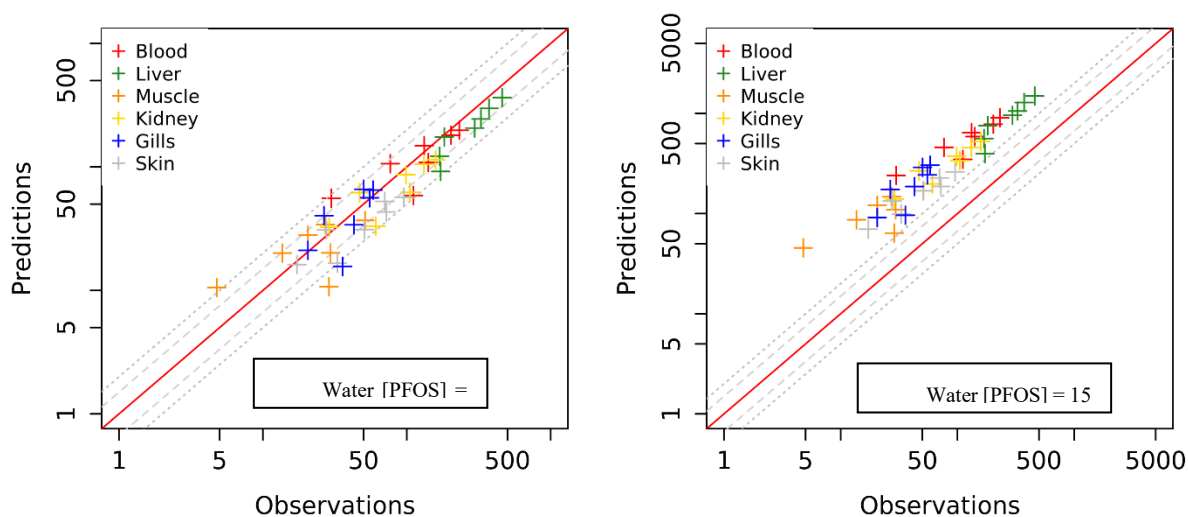 Blood
Liver
Muscle
Kidney
Gills
Skin
Predictions
500
50
5
1
Water [PFOS] =
1
5
50
500
Observations
Blood
Liver
Muscle
Kidney
Gills
Skin
Predictions
5000
500
50
5
1
Water [PFOS] = 15
1
5
50
500
5000
Observations